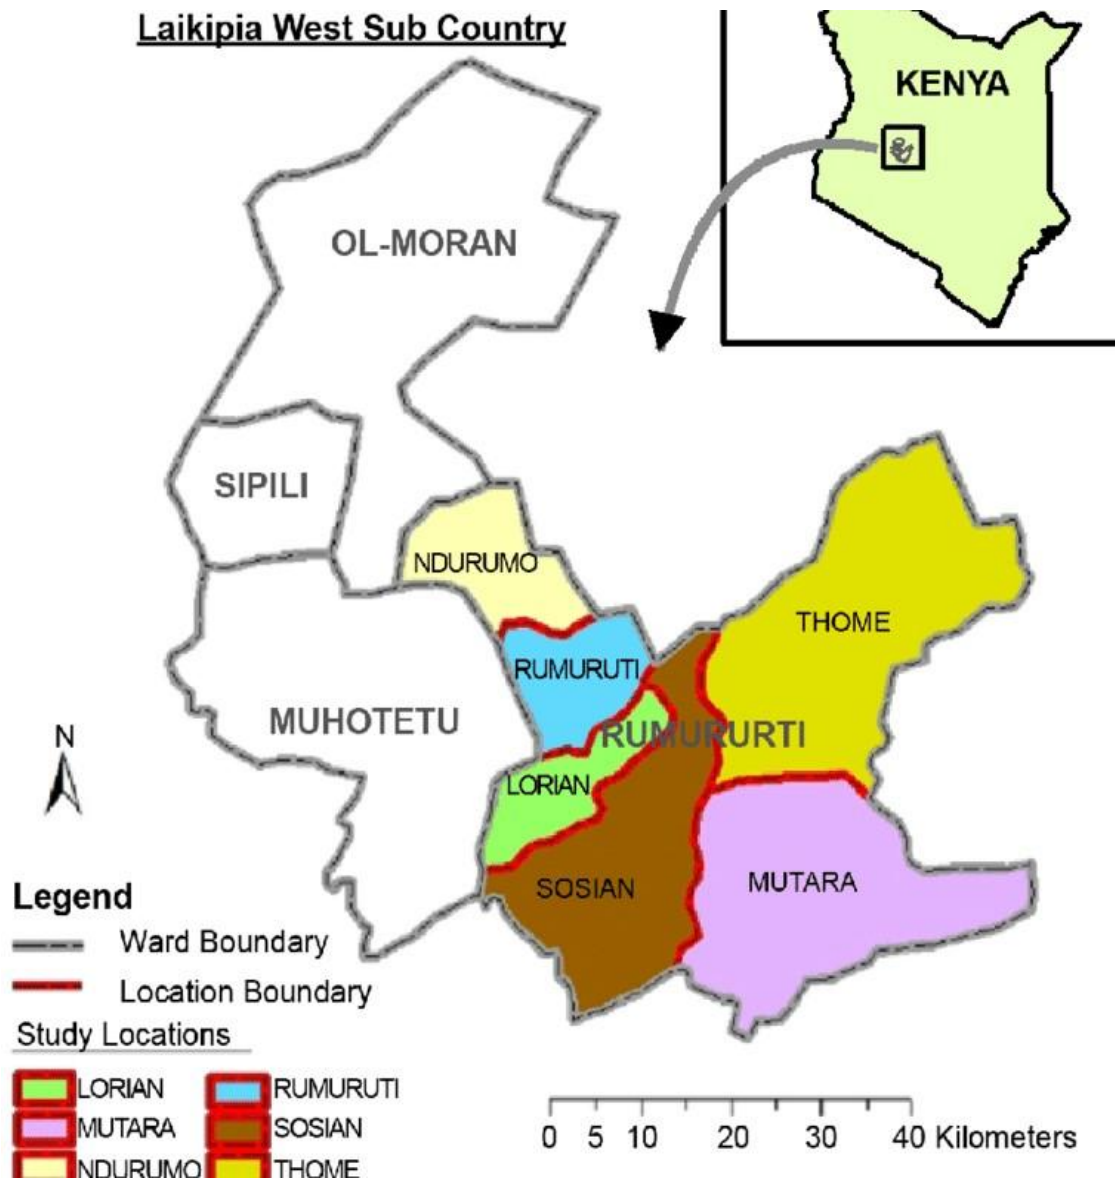 Laikipia West Sub Country
KENYA
OL-MORAN
SIPILI
NDURUMO
THOME
RUMURUTI
MUHOTETU
RUMURURTI
N
LORIAN
MUTARA
SOSIAN
Legend
Ward Boundary
Location Boundary
Study Locations
LORIAN RUMURUTI
MUTARA SOSIAN
NDURUMO THOME
0 5 10 20 30 40 Kilometers